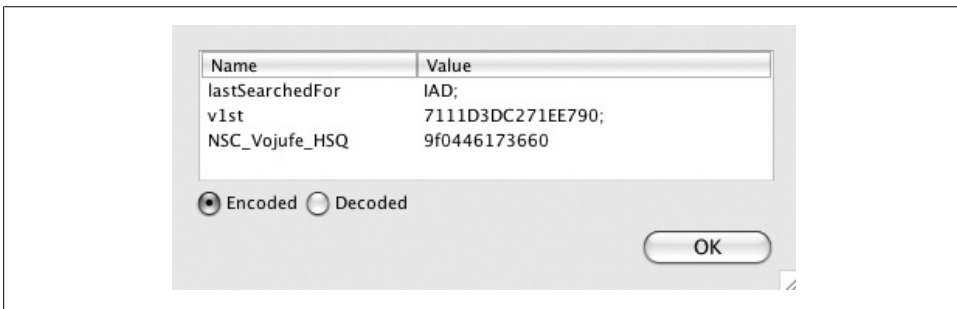 Name Value
lastSearchedFor IAD;
v1st 7111D3DC271EE790;
NSC_Vojufe_HSQ 9f0446173660
Encoded Decoded
OK